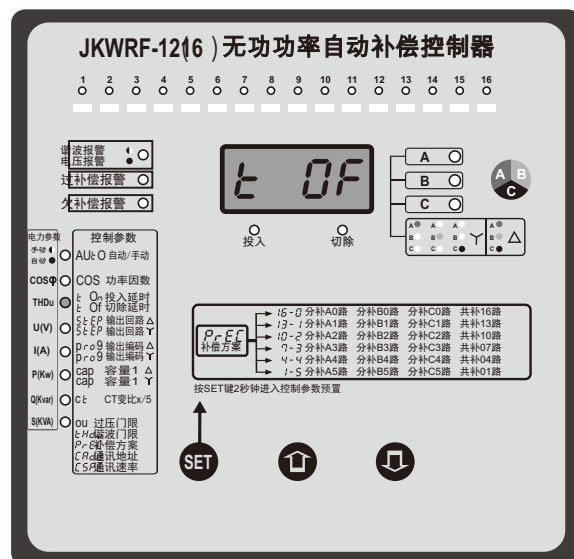 JKWRF-12(16)无功功率自动补偿控制器
1 2 3 4 5 6 7 8 9 10 11 12 13 14 15 16
谐波报警
电压报警
过补偿报警
欠补偿报警
t OF
投入 切除
A
B
C
A B C
A A A Y A △
B B B B
C C C C
电力参数 控制参数
手动
自动
AUtO 自动/手动
COSΦ COS 功率因数
THDu t On 投入延时
t Of 切除延时
U(V) StEP 输出回路 △
StEP 输出回路 Y
I(A) pro9 输出编码 △
pro9 输出编码 Y
P(Kw) cap 容量1 △
cap 容量1 Y
Q(Kvar) Ct CT变比x/5
S(KVA) ou 过压门限
tHd谐波门限
PrE补偿方案
CAd通讯地址
CSP通讯速率
PrEC
补偿方案
16-0 分补A0路 分补B0路 分补C0路 共补16路
13-1 分补A1路 分补B1路 分补C1路 共补13路
10-2 分补A2路 分补B2路 分补C2路 共补10路
7-3 分补A3路 分补B3路 分补C3路 共补07路
4-4 分补A4路 分补B4路 分补C4路 共补04路
1-5 分补A5路 分补B5路 分补C5路 共补01路
按SET键2秒钟进入控制参数预置
SET